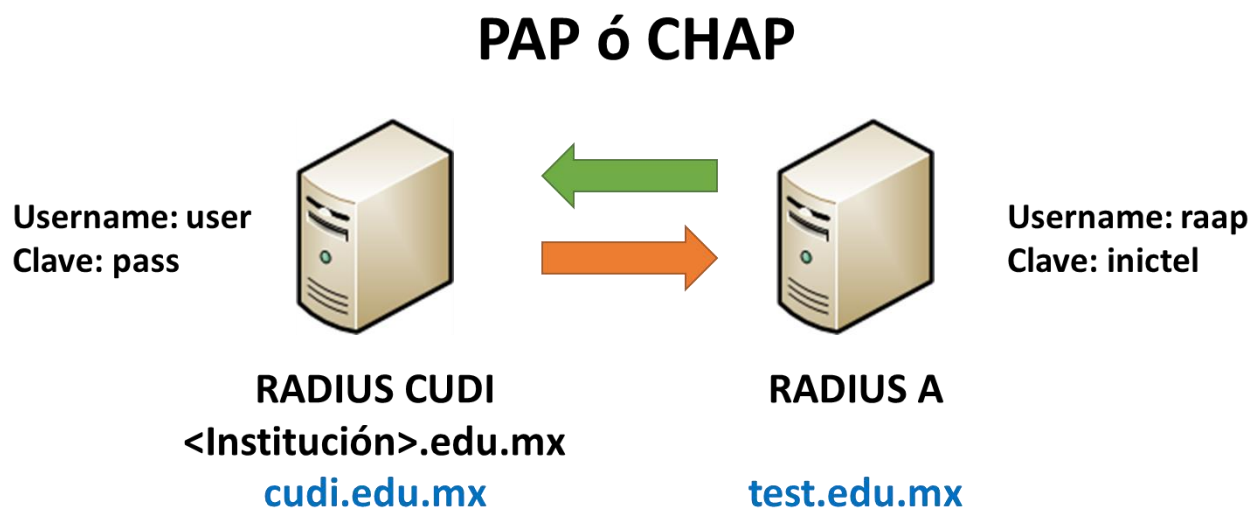 PAP ó CHAP
Username: user
Clave: pass
Username: raap
Clave: inictel
RADIUS CUDI
<Institución>.edu.mx
cudi.edu.mx
RADIUS A
test.edu.mx